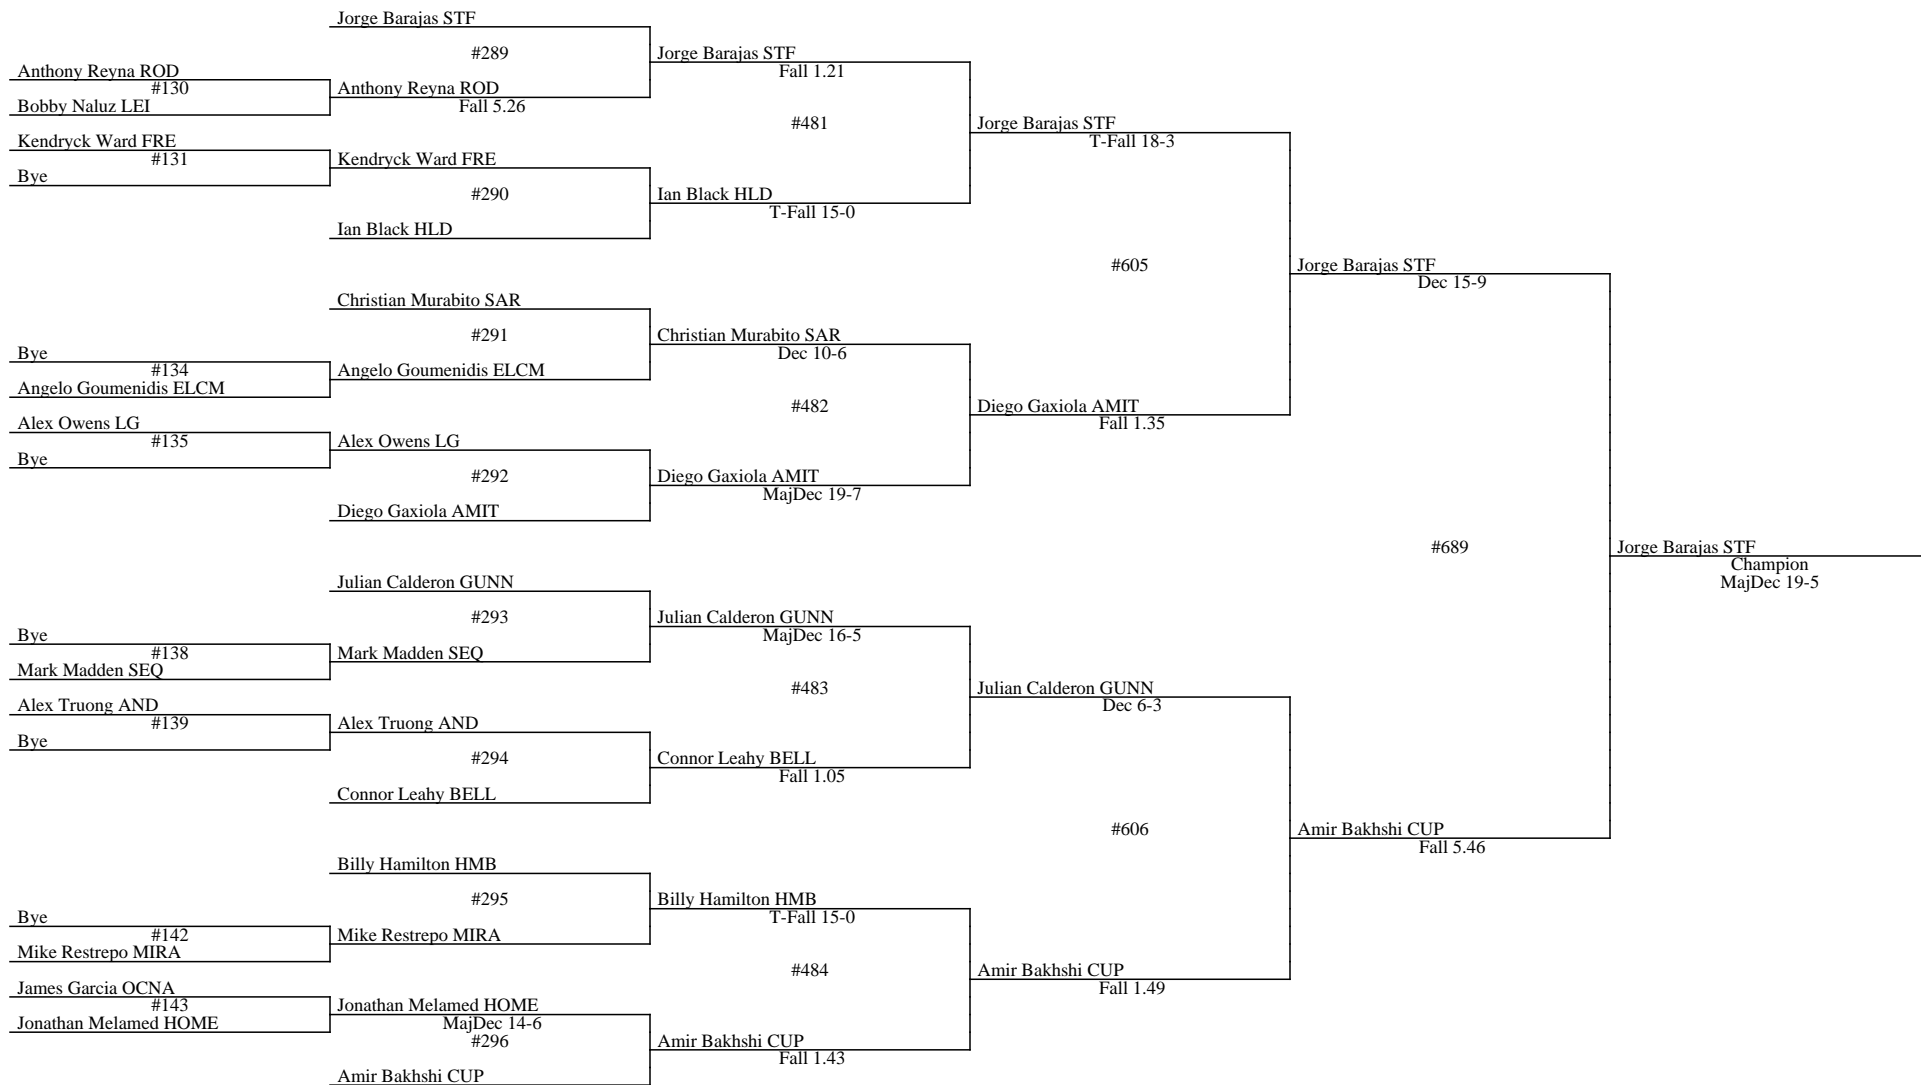 Jorge Barajas STF
#289
Jorge Barajas STF
Fall 1.21
Anthony Reyna ROD
#130
Anthony Reyna ROD
Fall 5.26
Bobby Naluz LEI
#481
Jorge Barajas STF
T-Fall 18-3
Kendryck Ward FRE
#131
Kendryck Ward FRE
Bye
#290
Ian Black HLD
T-Fall 15-0
Ian Black HLD
#605
Jorge Barajas STF
Dec 15-9
Christian Murabito SAR
#291
Christian Murabito SAR
Dec 10-6
Bye
#134
Angelo Goumenidis ELCM
Angelo Goumenidis ELCM
#482
Diego Gaxiola AMIT
Fall 1.35
Alex Owens LG
#135
Alex Owens LG
Bye
#292
Diego Gaxiola AMIT
MajDec 19-7
Diego Gaxiola AMIT
#689
Jorge Barajas STF
Champion
MajDec 19-5
Julian Calderon GUNN
#293
Julian Calderon GUNN
MajDec 16-5
Bye
#138
Mark Madden SEQ
Mark Madden SEQ
#483
Julian Calderon GUNN
Dec 6-3
Alex Truong AND
#139
Alex Truong AND
Bye
#294
Connor Leahy BELL
Fall 1.05
Connor Leahy BELL
#606
Amir Bakhshi CUP
Fall 5.46
Billy Hamilton HMB
#295
Billy Hamilton HMB
T-Fall 15-0
Bye
#142
Mike Restrepo MIRA
Mike Restrepo MIRA
#484
Amir Bakhshi CUP
Fall 1.49
James Garcia OCNA
#143
Jonathan Melamed HOME
MajDec 14-6
Jonathan Melamed HOME
#296
Amir Bakhshi CUP
Fall 1.43
Amir Bakhshi CUP